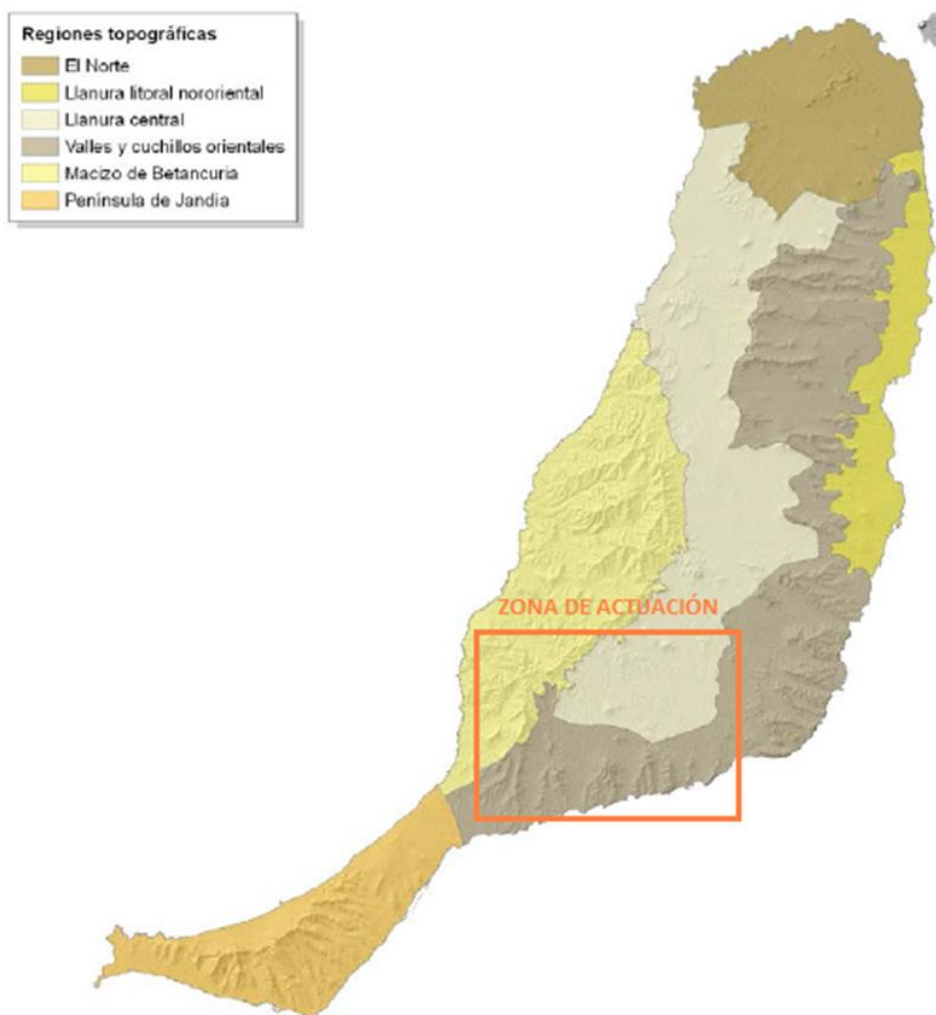 Regiones topográficas
El Norte
Llanura litoral nororiental
Llanura central
Valles y cuchillos orientales
Macizo de Betancuria
Península de Jandía
ZONA DE ACTUACIÓN